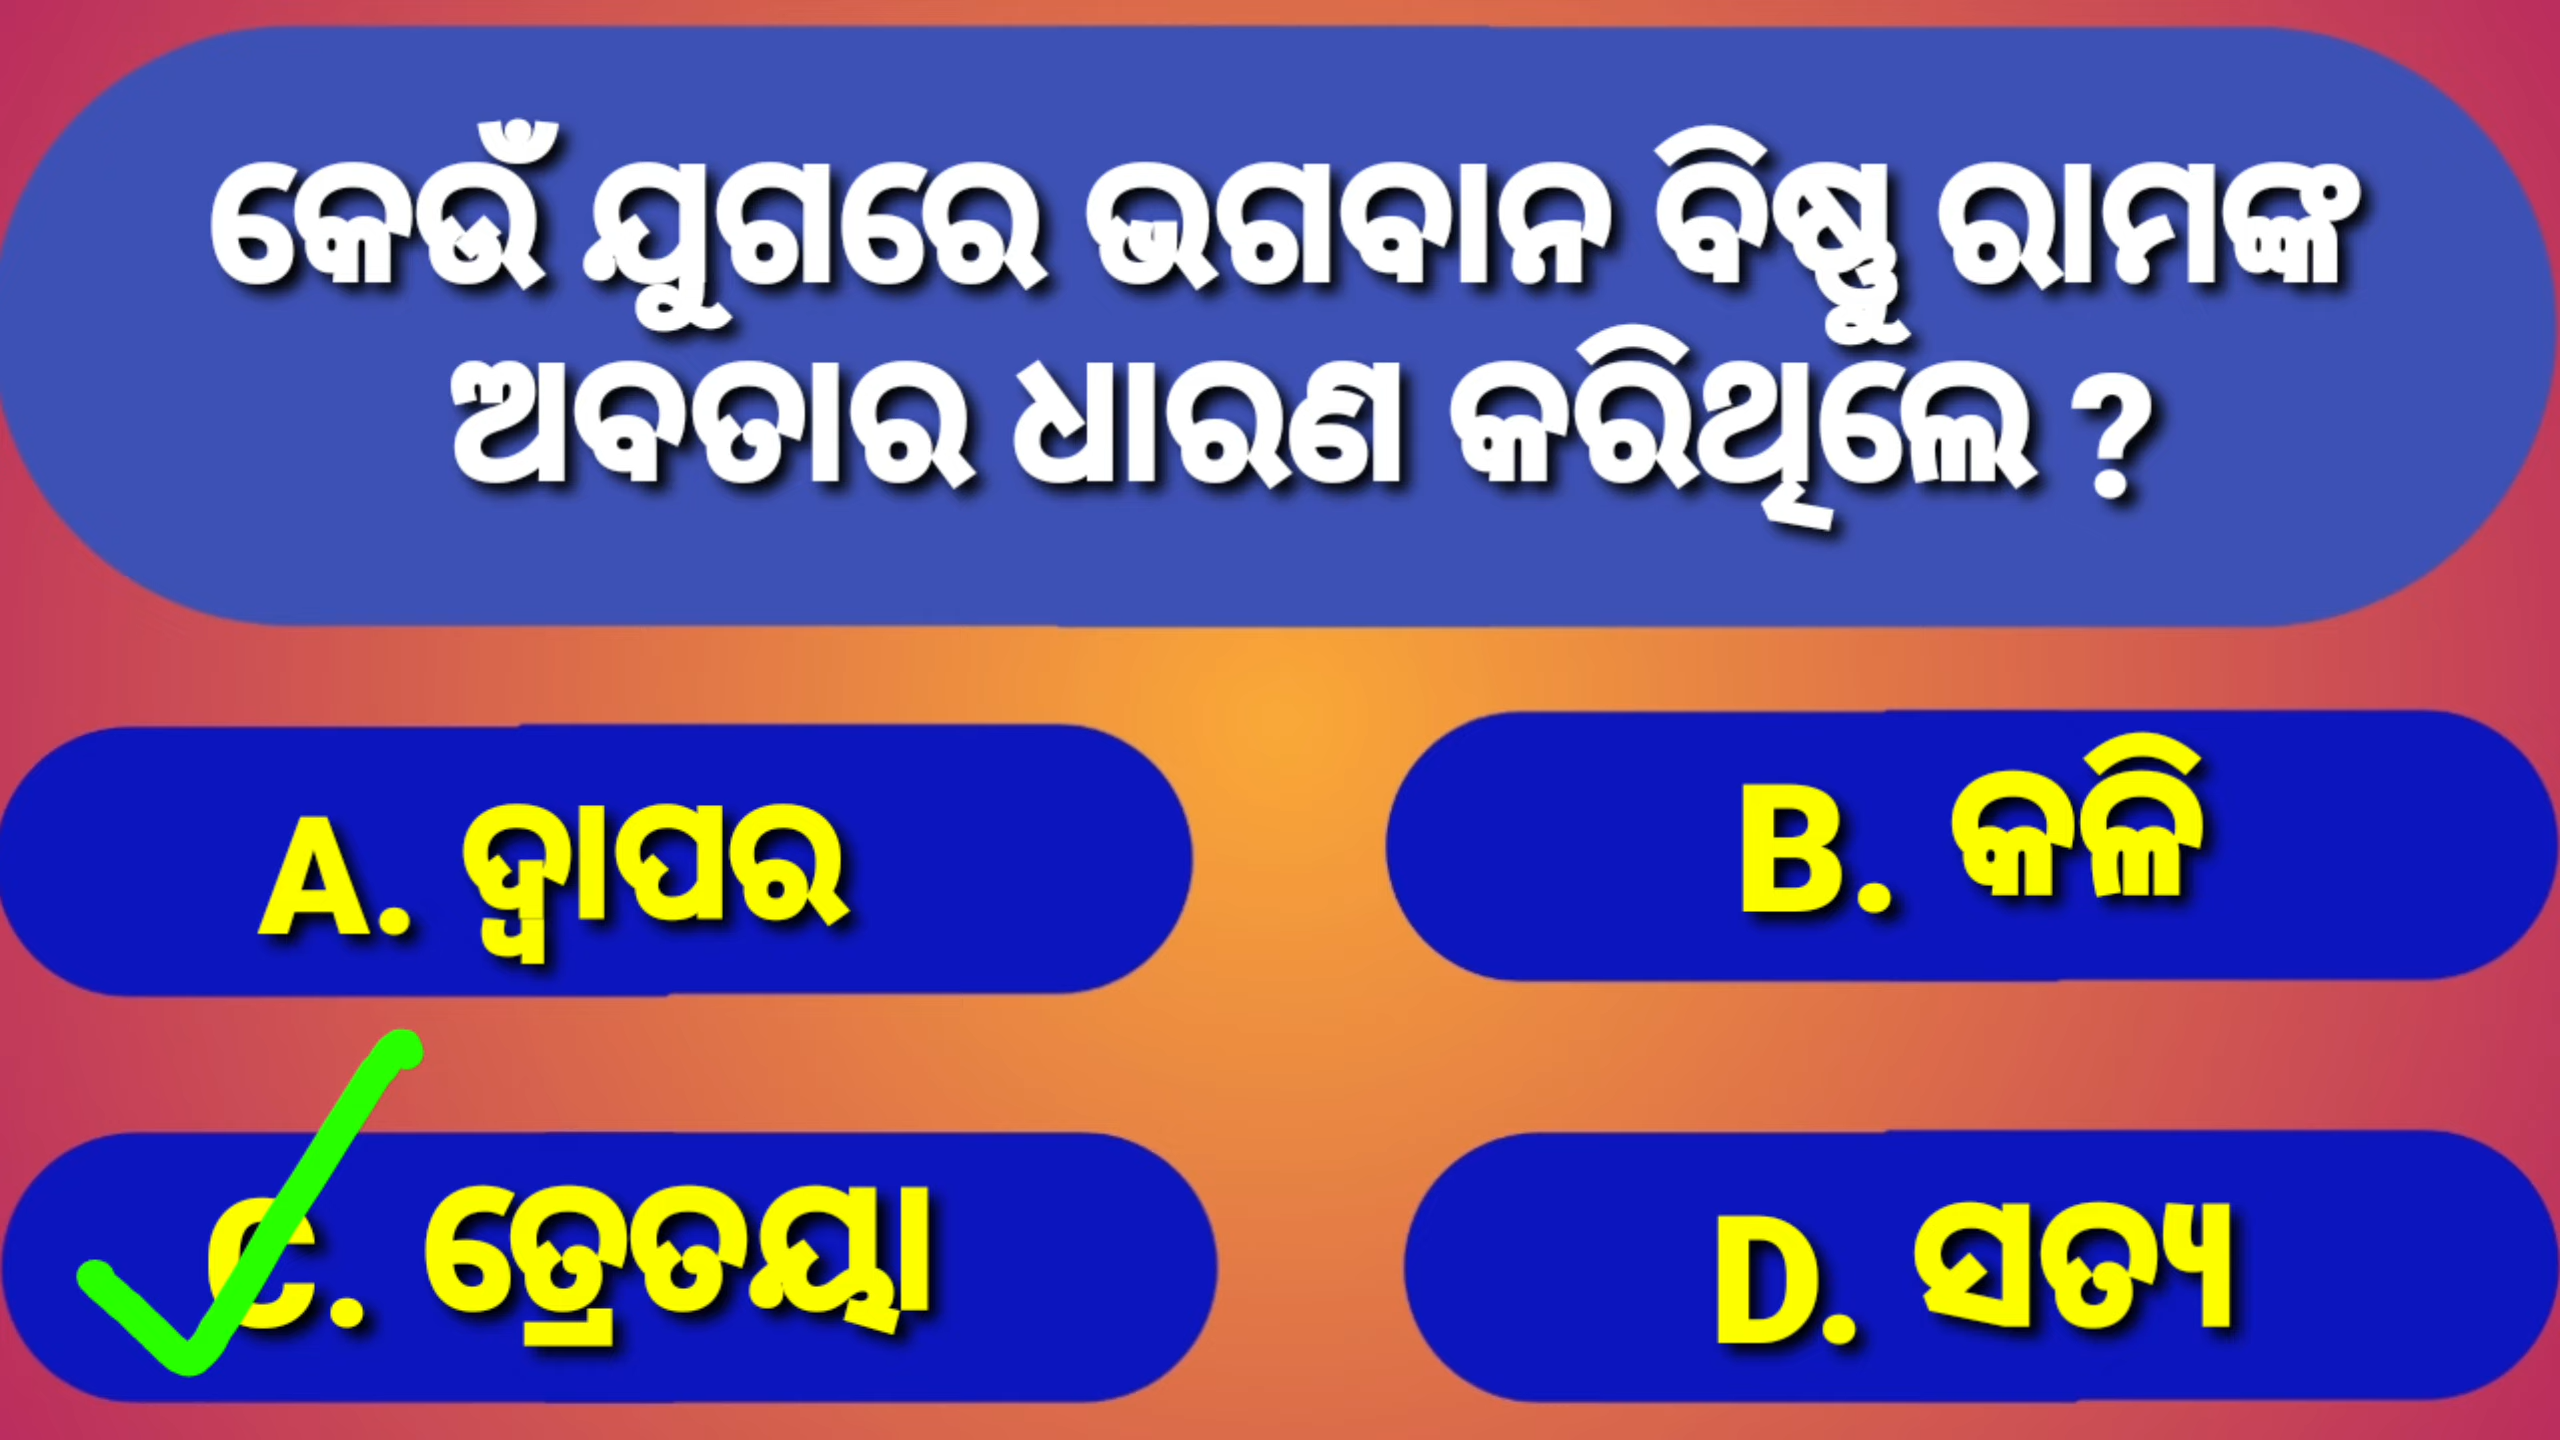 କେଉଁ ଯୁଗରେ ଭଗବାନ ବିଷ୍ଣୁ ରାମଙ୍କ
ଅବତାର ଧାରଣ କରିଥିଲେ ?
A. ଦ୍ୱାପର
B. କଳି
C. ତ୍ରେତୟା
D. ସତ୍ୟ